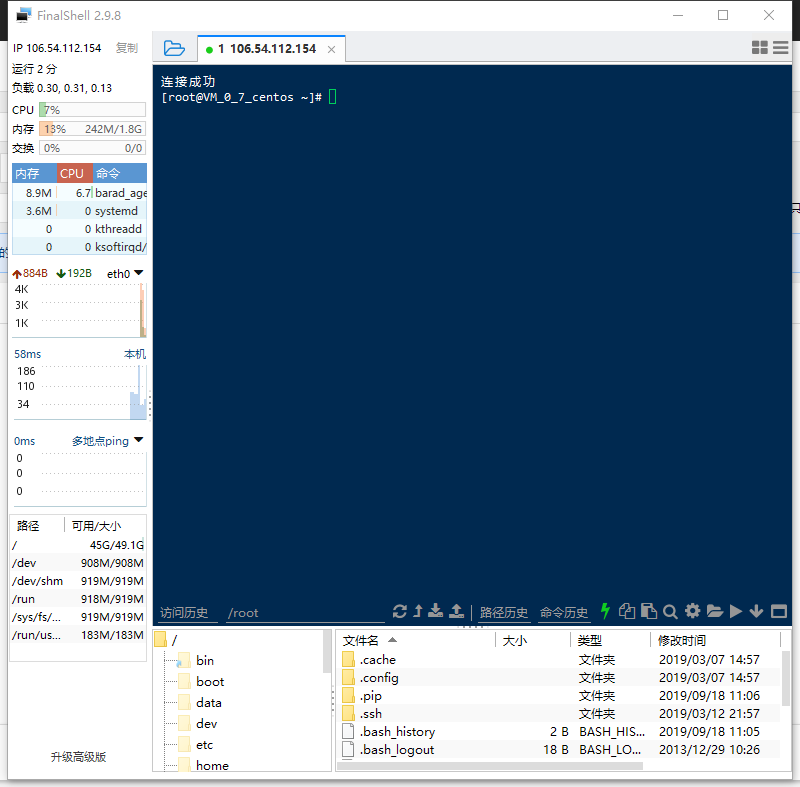 FinalShell 2.9.8
IP 106.54.112.154 复制
运行 2 分
负载 0.30, 0.31, 0.13
CPU 7%
内存 13% 242M/1.8G
交换 0% 0/0
内存 CPU 命令
8.9M 6.7 barad_age
3.6M 0 systemd
0 0 kthreadd
0 0 ksoftirqd/
884B 192B eth0
4K
3K
1K
58ms 本机
186
110
34
0ms 多地点ping
0
0
0
路径 可用/大小
/ 45G/49.1G
/dev 908M/908M
/dev/shm 919M/919M
/run 918M/919M
/sys/fs/... 919M/919M
/run/us... 183M/183M
升级高级版
1 106.54.112.154
连接成功
[root@VM_0_7_centos ~]#
访问历史 /root 路径历史 命令历史
/
bin
boot
data
dev
etc
home
文件名 大小 类型 修改时间
.cache 文件夹 2019/03/07 14:57
.config 文件夹 2019/03/07 14:57
.pip 文件夹 2019/09/18 11:06
.ssh 文件夹 2019/03/12 21:57
.bash_history 2 B BASH_HIS... 2019/09/18 11:05
.bash_logout 18 B BASH_LO... 2013/12/29 10:26
的